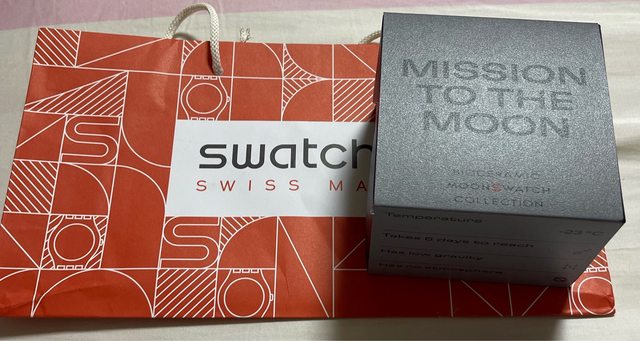 swatch
SWISS MA
MISSION
TO THE
MOON
BIOCERAMIC
MOONSWATCH
COLLECTION
Temperature -23 °C
Takes 6 days to reach
Has low gravity
Has no atmosphere